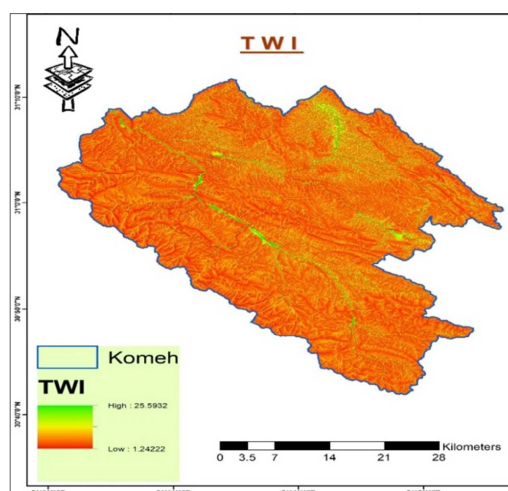 N
TWI
Komeh
TWI
High : 25.5932
Low : 1.24222
Kilometers
0 3.5 7 14 21 28